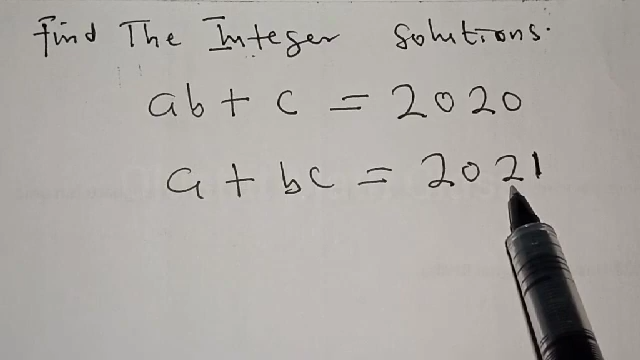 Find The Integer Solutions.
ab + c = 2020
a + bc = 2021